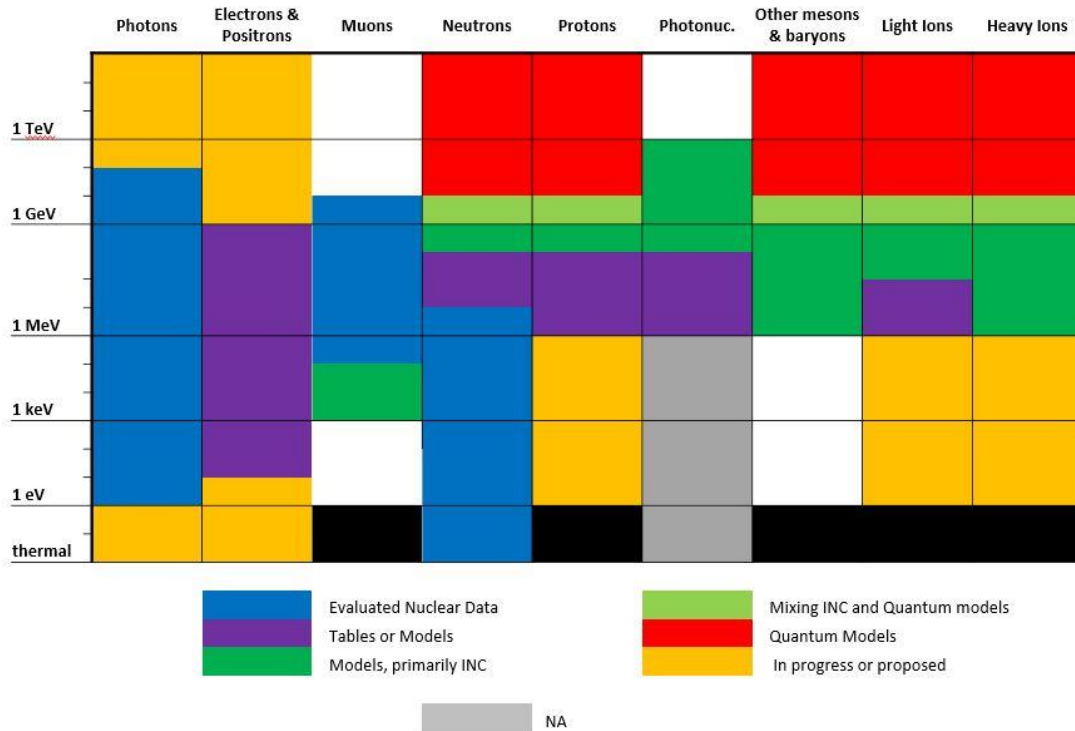 Photons
Electrons &
Positrons
Muons
Neutrons
Protons
Photonuc.
Other mesons
& baryons
Light Ions
Heavy Ions
1 TeV
1 GeV
1 MeV
1 keV
1 eV
thermal
Evaluated Nuclear Data
Tables or Models
Models, primarily INC
Mixing INC and Quantum models
Quantum Models
In progress or proposed
NA